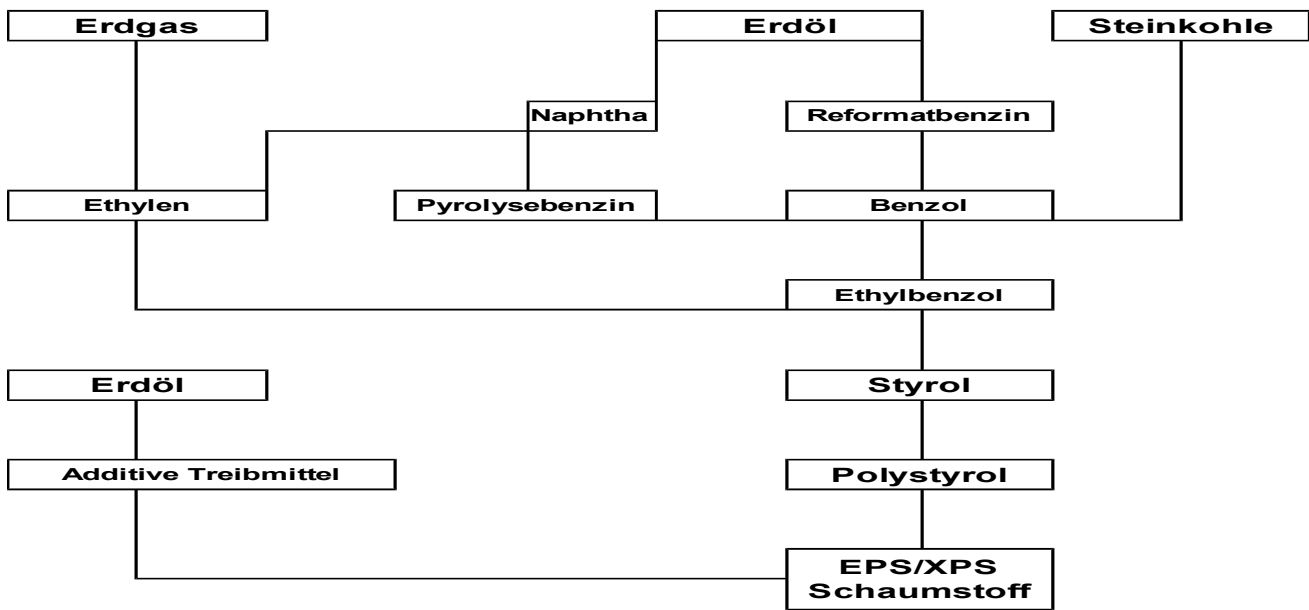 Erdgas
Erdöl
Steinkohle
Naphtha
Reformatbenzin
Ethylen
Pyrolysebenzin
Benzol
Ethylbenzol
Erdöl
Styrol
Additive Treibmittel
Polystyrol
EPS/XPS
Schaumstoff